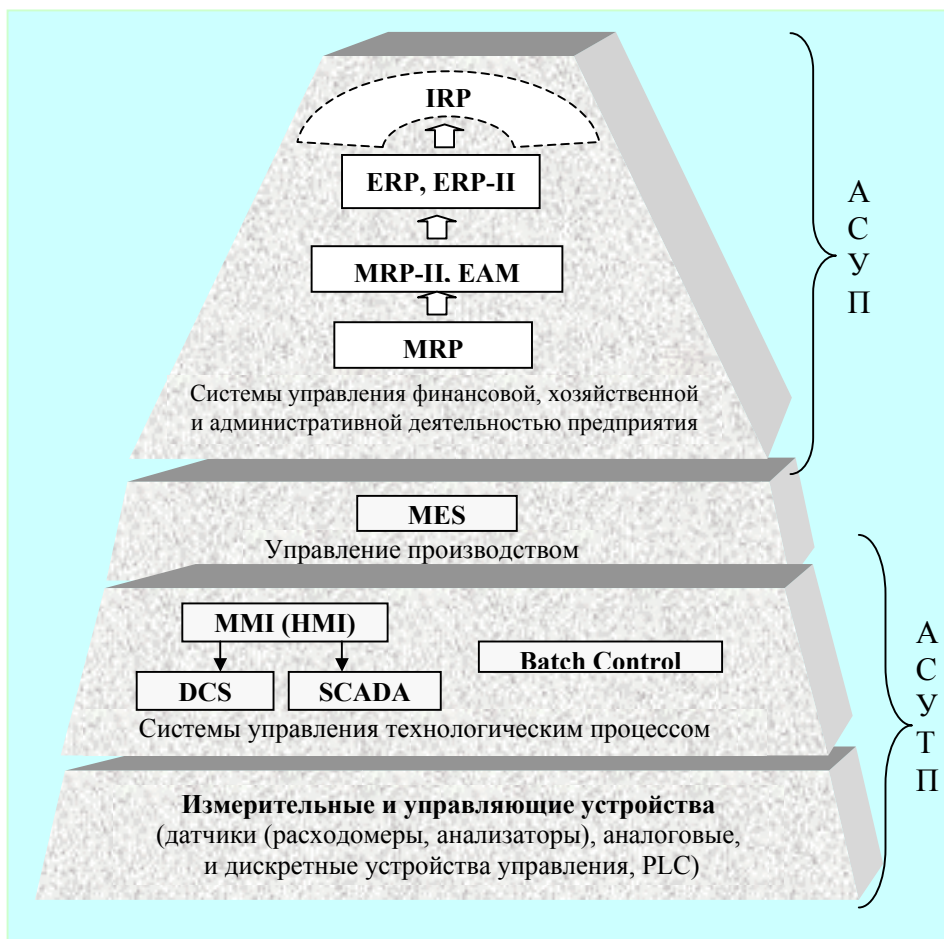 IRP
ERP, ERP-II
MRP-II, EAM
MRP
Системы управления финансовой, хозяйственной
и административной деятельностью предприятия
АСУП
MES
Управление производством
MMI (HMI)
Batch Control
DCS SCADA
Системы управления технологическим процессом
Измерительные и управляющие устройства
(датчики (расходомеры, анализаторы), аналоговые,
и дискретные устройства управления, PLC)
АСУТП